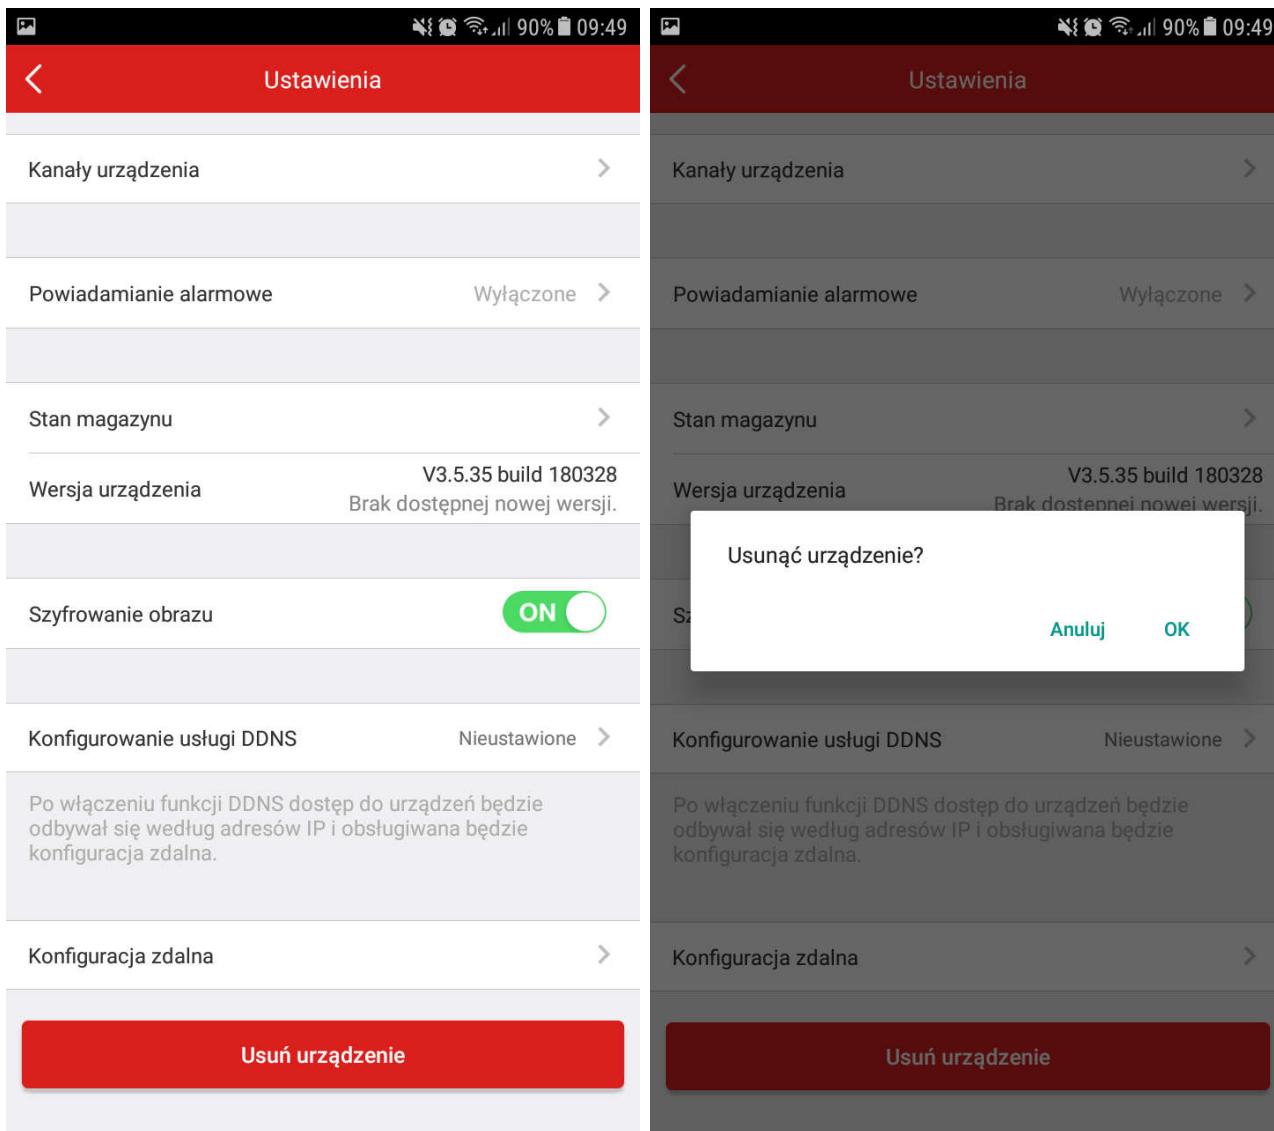 90% 09:49
Ustawienia
Kanały urządzenia
Powiadamianie alarmowe Wyłączone
Stan magazynu
V3.5.35 build 180328
Wersja urządzenia
Brak dostępnej nowej wersji.
Szyfrowanie obrazu ON
Konfigurowanie usługi DDNS Nieustawione
Po włączeniu funkcji DDNS dostęp do urządzeń będzie
odbywał się według adresów IP i obsługiwana będzie
konfiguracja zdalna.
Konfiguracja zdalna
Usuń urządzenie
90% 09:49
Ustawienia
Kanały urządzenia
Powiadamianie alarmowe Wyłączone
Stan magazynu
V3.5.35 build 180328
Wersja urządzenia
Brak dostępnej nowej wersji.
Usunąć urządzenie?
Sz
Anuluj OK
Konfigurowanie usługi DDNS Nieustawione
Po włączeniu funkcji DDNS dostęp do urządzeń będzie
odbywał się według adresów IP i obsługiwana będzie
konfiguracja zdalna.
Konfiguracja zdalna
Usuń urządzenie